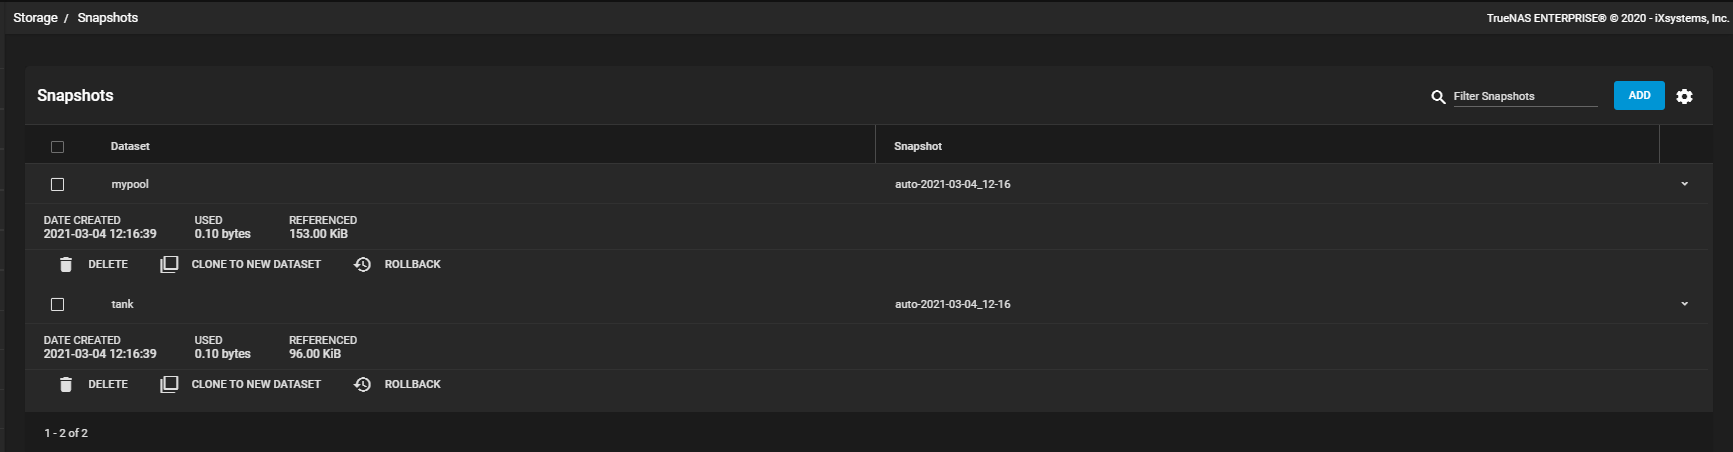 Storage / Snapshots
TrueNAS ENTERPRISE® © 2020 - iXsystems, Inc.
Snapshots
Filter Snapshots
ADD
Dataset Snapshot
mypool auto-2021-03-04_12-16
DATE CREATED USED REFERENCED
2021-03-04 12:16:39 0.10 bytes 153.00 KiB
DELETE CLONE TO NEW DATASET ROLLBACK
tank auto-2021-03-04_12-16
DATE CREATED USED REFERENCED
2021-03-04 12:16:39 0.10 bytes 96.00 KiB
DELETE CLONE TO NEW DATASET ROLLBACK
1 - 2 of 2